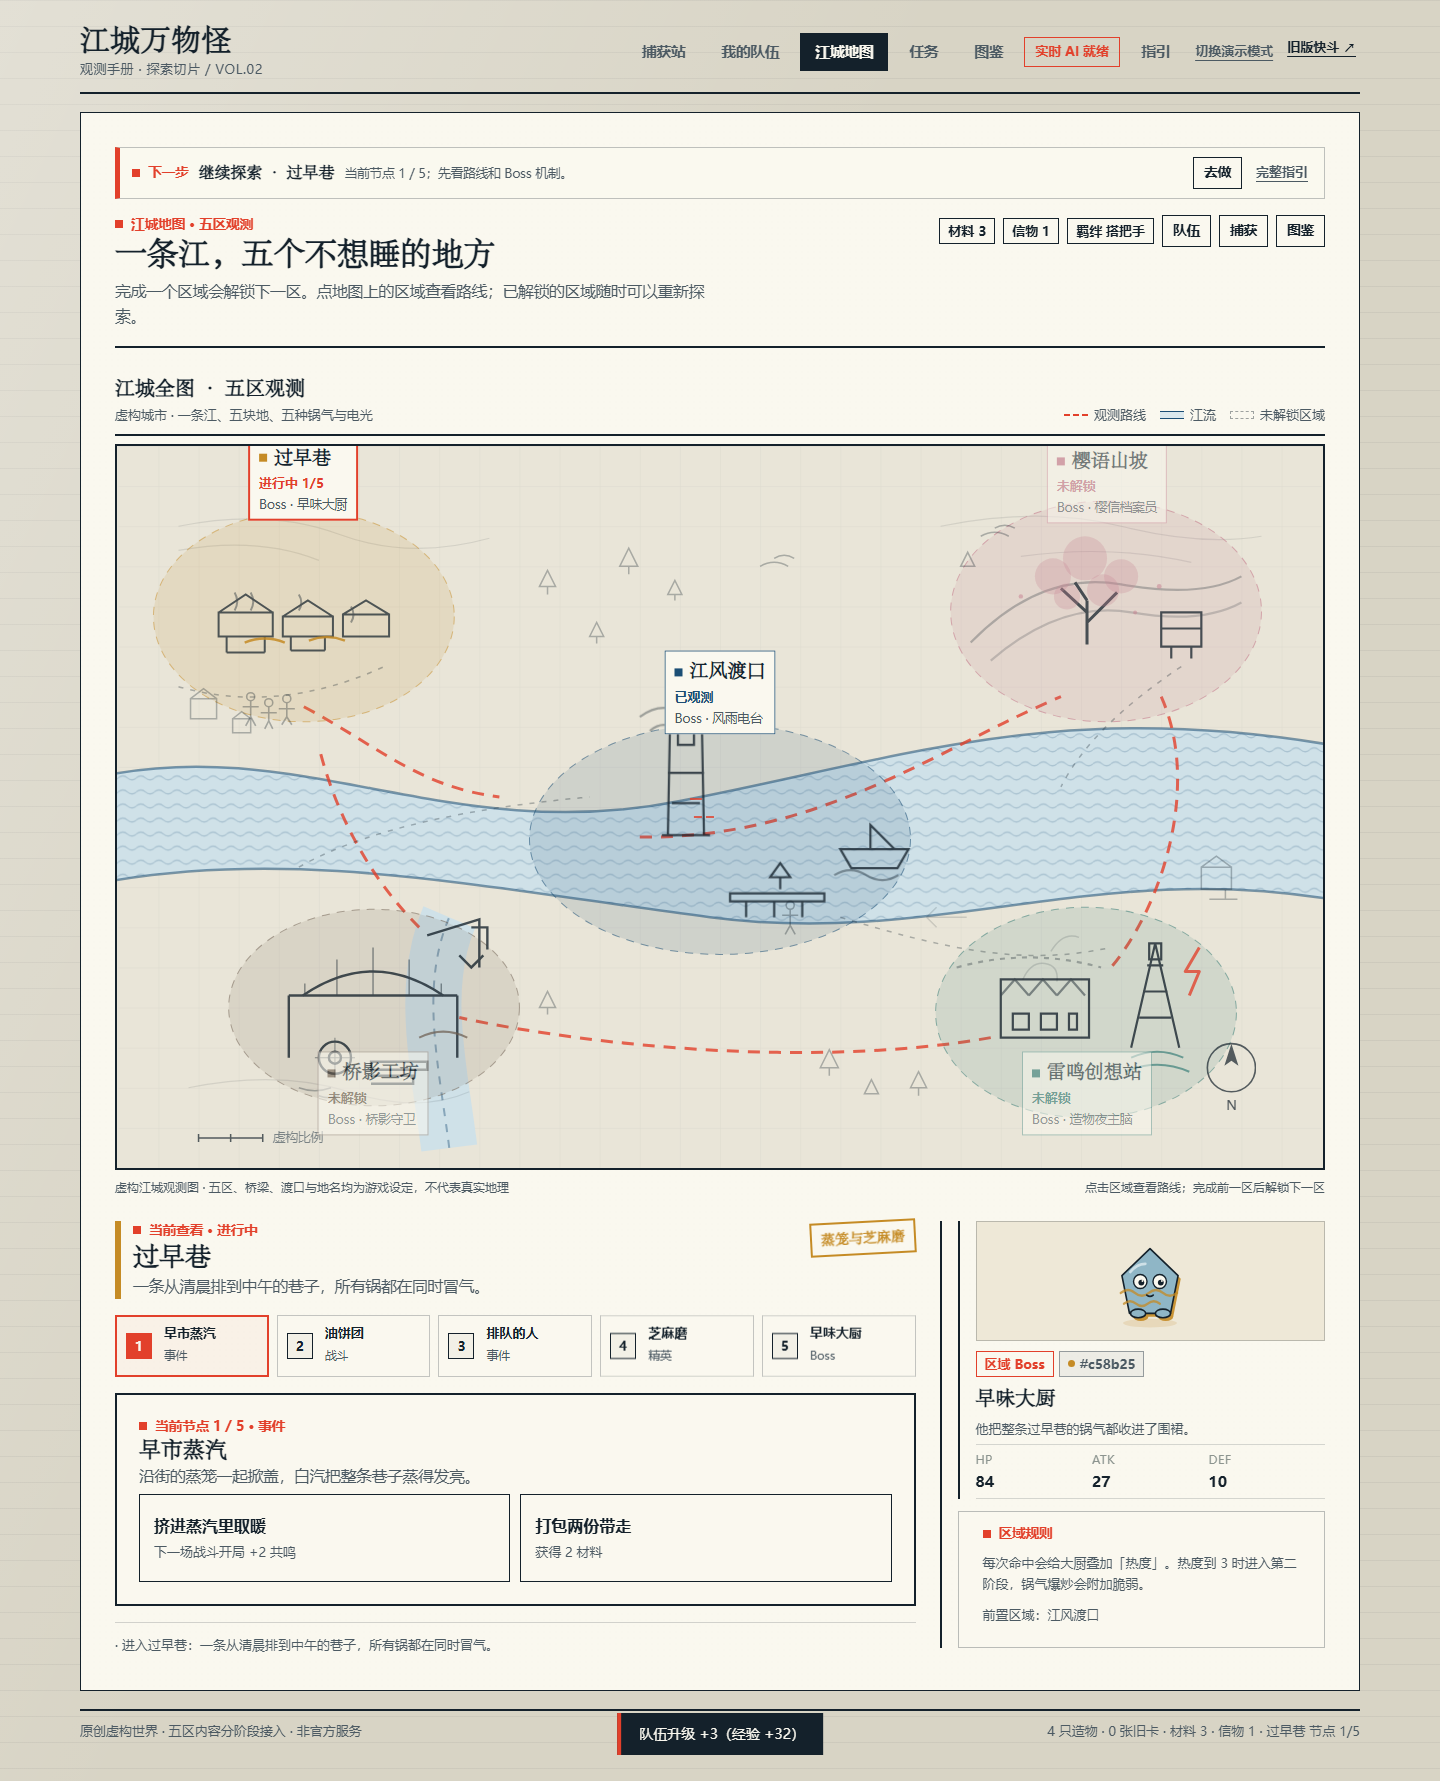 江城万物怪
观测手册 · 探索切片 / VOL.02
捕获站
我的队伍
江城地图
任务
图鉴
实时 AI 就绪
指引
切换演示模式
旧版快斗 ↗
下一步 继续探索 · 过早巷 当前节点 1 / 5；先看路线和 Boss 机制。
去做
完整指引
江城地图 • 五区观测
一条江，五个不想睡的地方
材料 3
信物 1
羁绊 搭把手
队伍
捕获
图鉴
完成一个区域会解锁下一区。点地图上的区域查看路线；已解锁的区域随时可以重新探
索。
江城全图 · 五区观测
虚构城市 · 一条江、五块地、五种锅气与电光
观测路线
江流
未解锁区域
过早巷
进行中 1/5
Boss · 早味大厨
樱语山坡
未解锁
Boss · 樱信档案员
江风渡口
已观测
Boss · 风雨电台
桥影工坊
未解锁
Boss · 桥影守卫
雷鸣创想站
未解锁
Boss · 造物夜主脑
N
虚构比例
虚构江城观测图 · 五区、桥梁、渡口与地名均为游戏设定，不代表真实地理
点击区域查看路线；完成前一区后解锁下一区
当前查看 • 进行中
过早巷
一条从清晨排到中午的巷子，所有锅都在同时冒气。
蒸笼与芝麻磨
1 早市蒸汽
事件
2 油饼团
战斗
3 排队的人
事件
4 芝麻磨
精英
5 早味大厨
Boss
当前节点 1 / 5 • 事件
早市蒸汽
沿街的蒸笼一起掀盖，白汽把整条巷子蒸得发亮。
挤进蒸汽里取暖
下一场战斗开局 +2 共鸣
打包两份带走
获得 2 材料
· 进入过早巷：一条从清晨排到中午的巷子，所有锅都在同时冒气。
区域 Boss
#c58b25
早味大厨
他把整条过早巷的锅气都收进了围裙。
HP
84
ATK
27
DEF
10
区域规则
每次命中会给大厨叠加「热度」。热度到 3 时进入第二
阶段，锅气爆炒会附加脆弱。
前置区域：江风渡口
原创虚构世界 · 五区内容分阶段接入 · 非官方服务
队伍升级 +3（经验 +32）
4 只造物 · 0 张旧卡 · 材料 3 · 信物 1 · 过早巷 节点 1/5